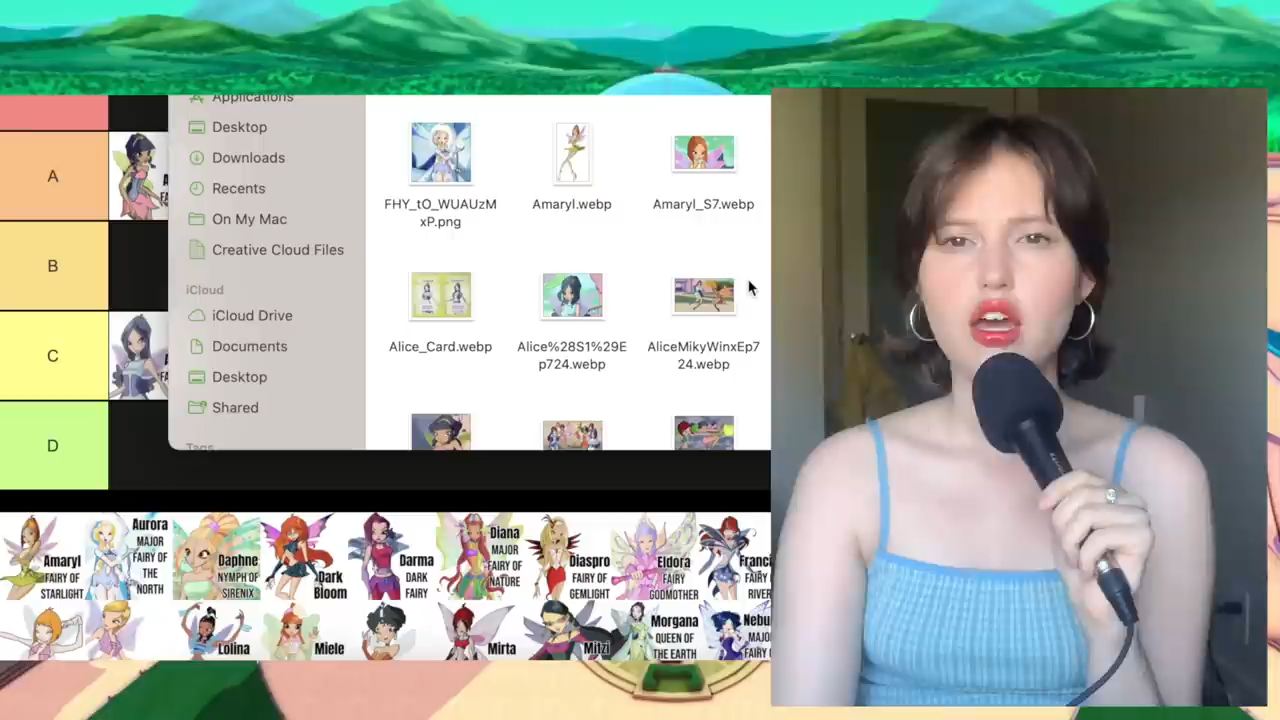 Applications
Desktop
Downloads
Recents
On My Mac
Creative Cloud Files
iCloud
iCloud Drive
Documents
Desktop
Shared
Tags
FHY_tO_WUAUzM
xP.png
Amaryl.webp
Amaryl_S7.webp
Alice_Card.webp
Alice%28S1%29E
p724.webp
AliceMikyWinxEp7
24.webp
A
B
C
D
Amaryl
FAIRY OF
STARLIGHT
Aurora
MAJOR
FAIRY OF
THE
NORTH
Daphne
NYMPH OF
SIRENIX
Dark
Bloom
Darma
DARK
FAIRY
Diana
MAJOR
FAIRY OF
NATURE
Diaspro
FAIRY OF
GEMLIGHT
Eldora
FAIRY
GODMOTHER
Lolina
Miele
Mirta
Mitzi
Morgana
QUEEN OF
THE EARTH